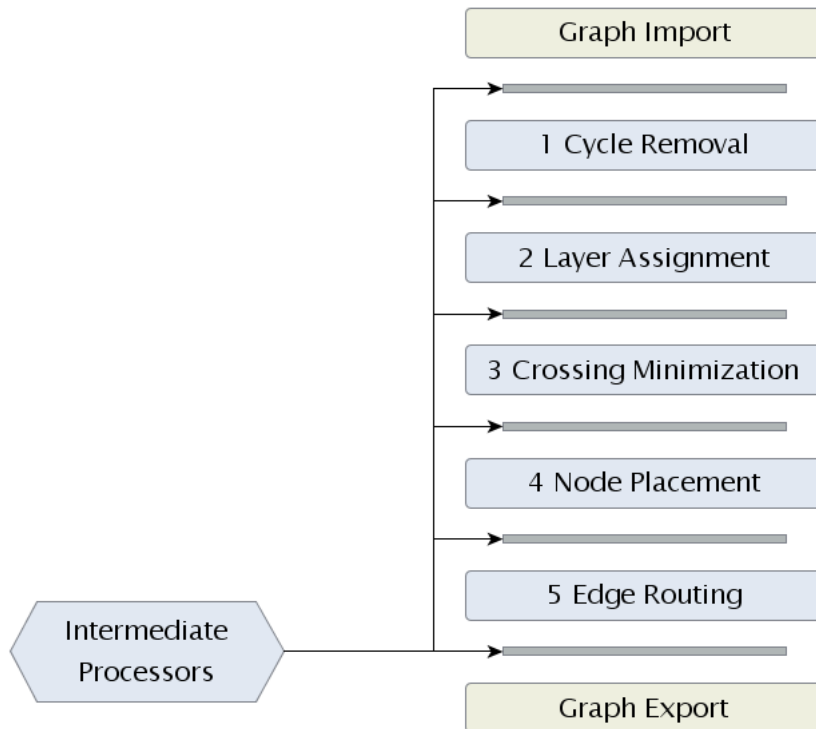 Graph Import
1 Cycle Removal
2 Layer Assignment
3 Crossing Minimization
4 Node Placement
5 Edge Routing
Intermediate
Processors
Graph Export